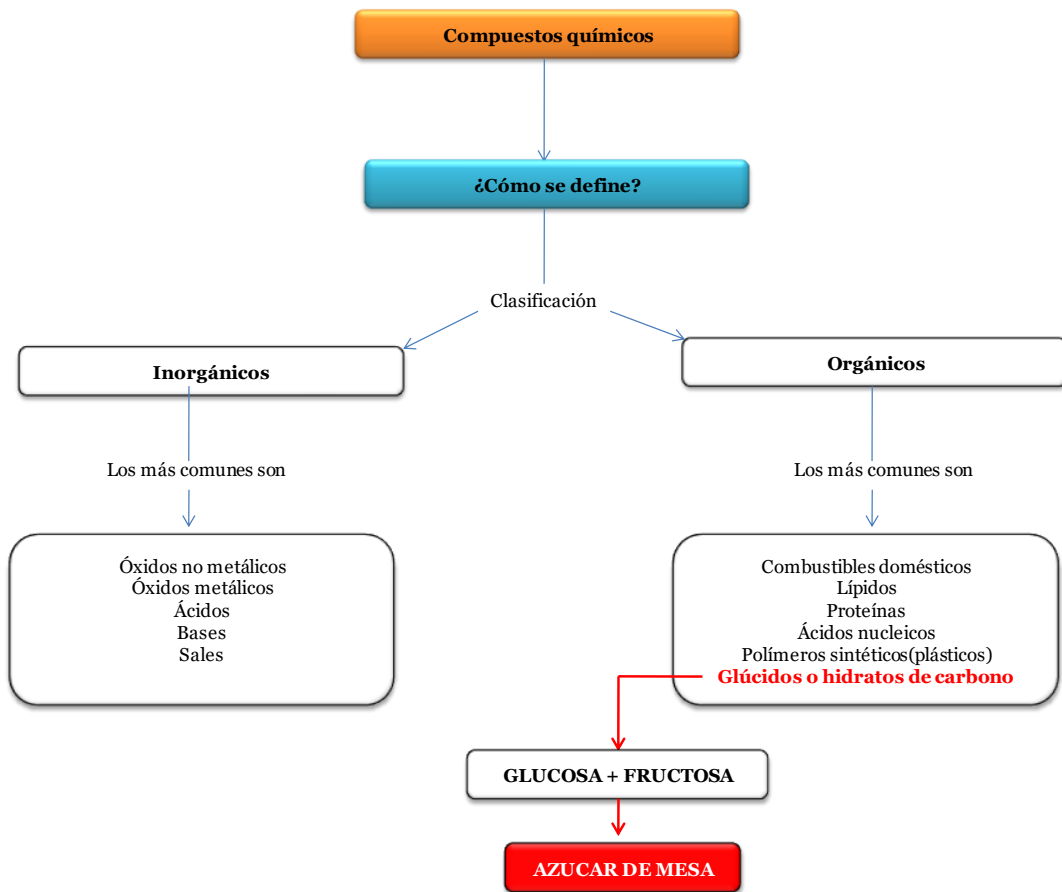 Compuestos químicos
¿Cómo se define?
Clasificación
Inorgánicos
Orgánicos
Los más comunes son
Los más comunes son
Óxidos no metálicos
Óxidos metálicos
Ácidos
Bases
Sales
Combustibles domésticos
Lípidos
Proteínas
Ácidos nucleicos
Polímeros sintéticos(plásticos)
Glúcidos o hidratos de carbono
GLUCOSA + FRUCTOSA
AZUCAR DE MESA